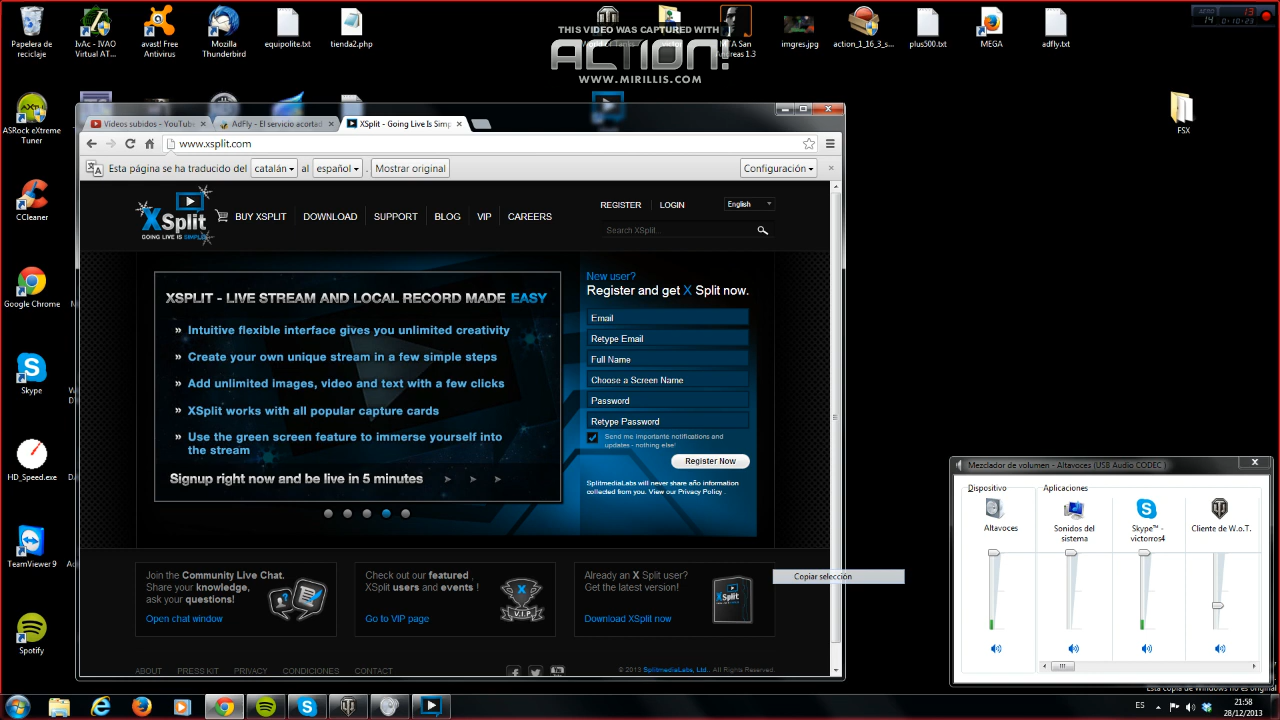 Papelera de
reciclaje
IvAc - IVAO
Virtual AT...
avast! Free
Antivirus
Mozilla
Thunderbird
equipolite.txt
tienda2.php
THIS VIDEO WAS CAPTURED WITH
ACTION!
WWW.MIRILLIS.COM
imgres.jpg
action_1_16_3_s...
plus500.txt
MEGA
adfly.txt
AERO
14
13
0:10:23
ASRock eXtreme
Tuner
CCleaner
Google Chrome
Skype
HD_Speed.exe
TeamViewer 9
Spotify
FSX
Vídeos subidos - YouTube
AdFly - El servicio acortad
XSplit - Going Live Is Simp
www.xsplit.com
Esta página se ha traducido del catalán al español . Mostrar original Configuración
XSplit
GOING LIVE IS SIMPLE
BUY XSPLIT DOWNLOAD SUPPORT BLOG VIP CAREERS
REGISTER LOGIN English
Search XSplit...
XSPLIT - LIVE STREAM AND LOCAL RECORD MADE EASY
» Intuitive flexible interface gives you unlimited creativity
» Create your own unique stream in a few simple steps
» Add unlimited images, video and text with a few clicks
» XSplit works with all popular capture cards
» Use the green screen feature to immerse yourself into
the stream
Signup right now and be live in 5 minutes
New user?
Register and get X Split now.
Email
Retype Email
Full Name
Choose a Screen Name
Password
Retype Password
Send me importante notifications and
updates - nothing else!
Register Now
SplitmediaLabs will never share año information
collected from you. View our Privacy Policy .
Join the Community Live Chat.
Share your knowledge,
ask your questions!
Open chat window
Check out our featured ,
XSplit users and events !
V.I.P
Go to VIP page
Already an X Split user?
Get the latest version!
XSplit
Download XSplit now
Copiar selección
ABOUT PRESS KIT PRIVACY CONDICIONES CONTACT
© 2013 SplitmediaLabs, Ltd.. All Rights Reserved.
Mezclador de volumen - Altavoces (USB Audio CODEC )
Dispositivo
Aplicaciones
Altavoces
Sonidos del
sistema
Skype™ -
victorros4
Cliente de W.o.T.
Esta copia de Windows no es original
ES
21:58
28/12/2013